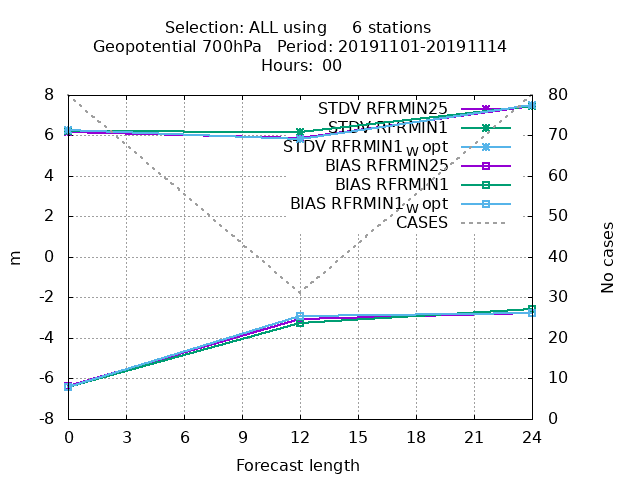 Selection: ALL using     6 stations
Geopotential 700hPa   Period: 20191101-20191114
Hours: 00
STDV RFRMIN25
STDV RFRMIN1
STDV RFRMIN1_w opt
BIAS RFRMIN25
BIAS RFRMIN1
BIAS RFRMIN1_w opt
CASES
8
6
4
2
0
-2
-4
-6
-8
m
80
70
60
50
40
30
20
10
0
No cases
0 3 6 9 12 15 18 21 24
Forecast length